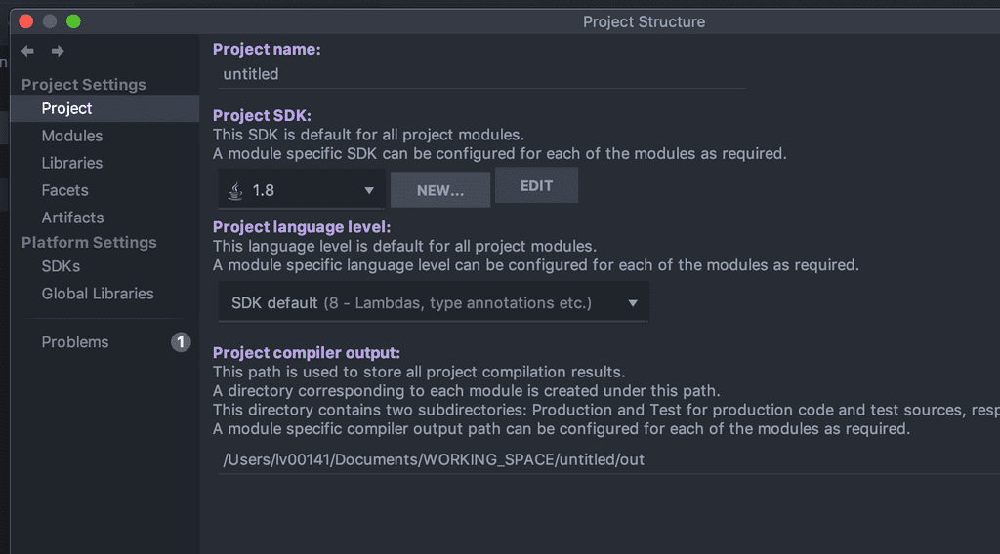 Project Structure
Project Settings
Project
Modules
Libraries
Facets
Artifacts
Platform Settings
SDKs
Global Libraries
Problems 1
Project name:
untitled
Project SDK:
This SDK is default for all project modules.
A module specific SDK can be configured for each of the modules as required.
1.8 NEW... EDIT
Project language level:
This language level is default for all project modules.
A module specific language level can be configured for each of the modules as required.
SDK default (8 - Lambdas, type annotations etc.)
Project compiler output:
This path is used to store all project compilation results.
A directory corresponding to each module is created under this path.
This directory contains two subdirectories: Production and Test for production code and test sources, resp
A module specific compiler output path can be configured for each of the modules as required.
/Users/lv00141/Documents/WORKING_SPACE/untitled/out